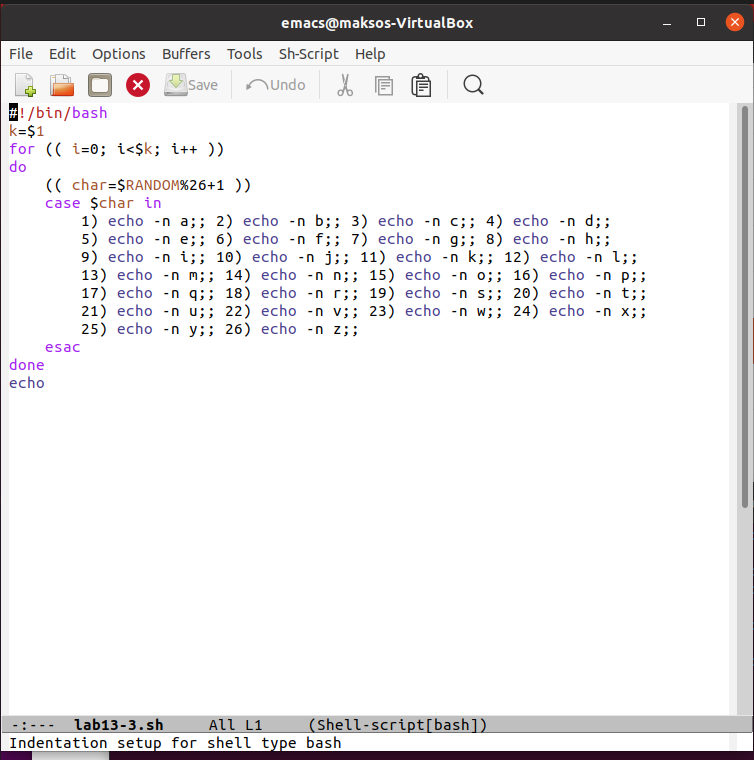 emacs@maksos-VirtualBox
File Edit Options Buffers Tools Sh-Script Help
Save Undo
#!/bin/bash
k=$1
for (( i=0; i<$k; i++ ))
do
    (( char=$RANDOM%26+1 ))
    case $char in
        1) echo -n a;; 2) echo -n b;; 3) echo -n c;; 4) echo -n d;;
        5) echo -n e;; 6) echo -n f;; 7) echo -n g;; 8) echo -n h;;
        9) echo -n i;; 10) echo -n j;; 11) echo -n k;; 12) echo -n l;;
        13) echo -n m;; 14) echo -n n;; 15) echo -n o;; 16) echo -n p;;
        17) echo -n q;; 18) echo -n r;; 19) echo -n s;; 20) echo -n t;;
        21) echo -n u;; 22) echo -n v;; 23) echo -n w;; 24) echo -n x;;
        25) echo -n y;; 26) echo -n z;;
    esac
done
echo
-:--- lab13-3.sh All L1 (Shell-script[bash])
Indentation setup for shell type bash